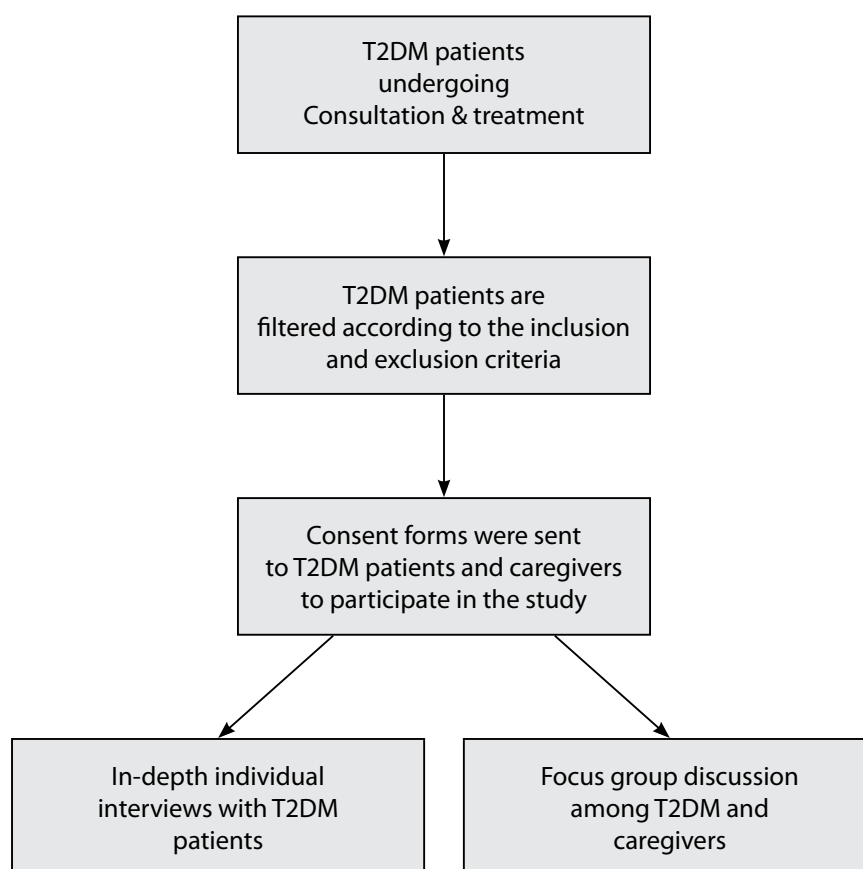 T2DM patients
undergoing
Consultation & treatment
T2DM patients are
filtered according to the inclusion
and exclusion criteria
Consent forms were sent
to T2DM patients and caregivers
to participate in the study
In-depth individual
interviews with T2DM
patients
Focus group discussion
among T2DM and
caregivers